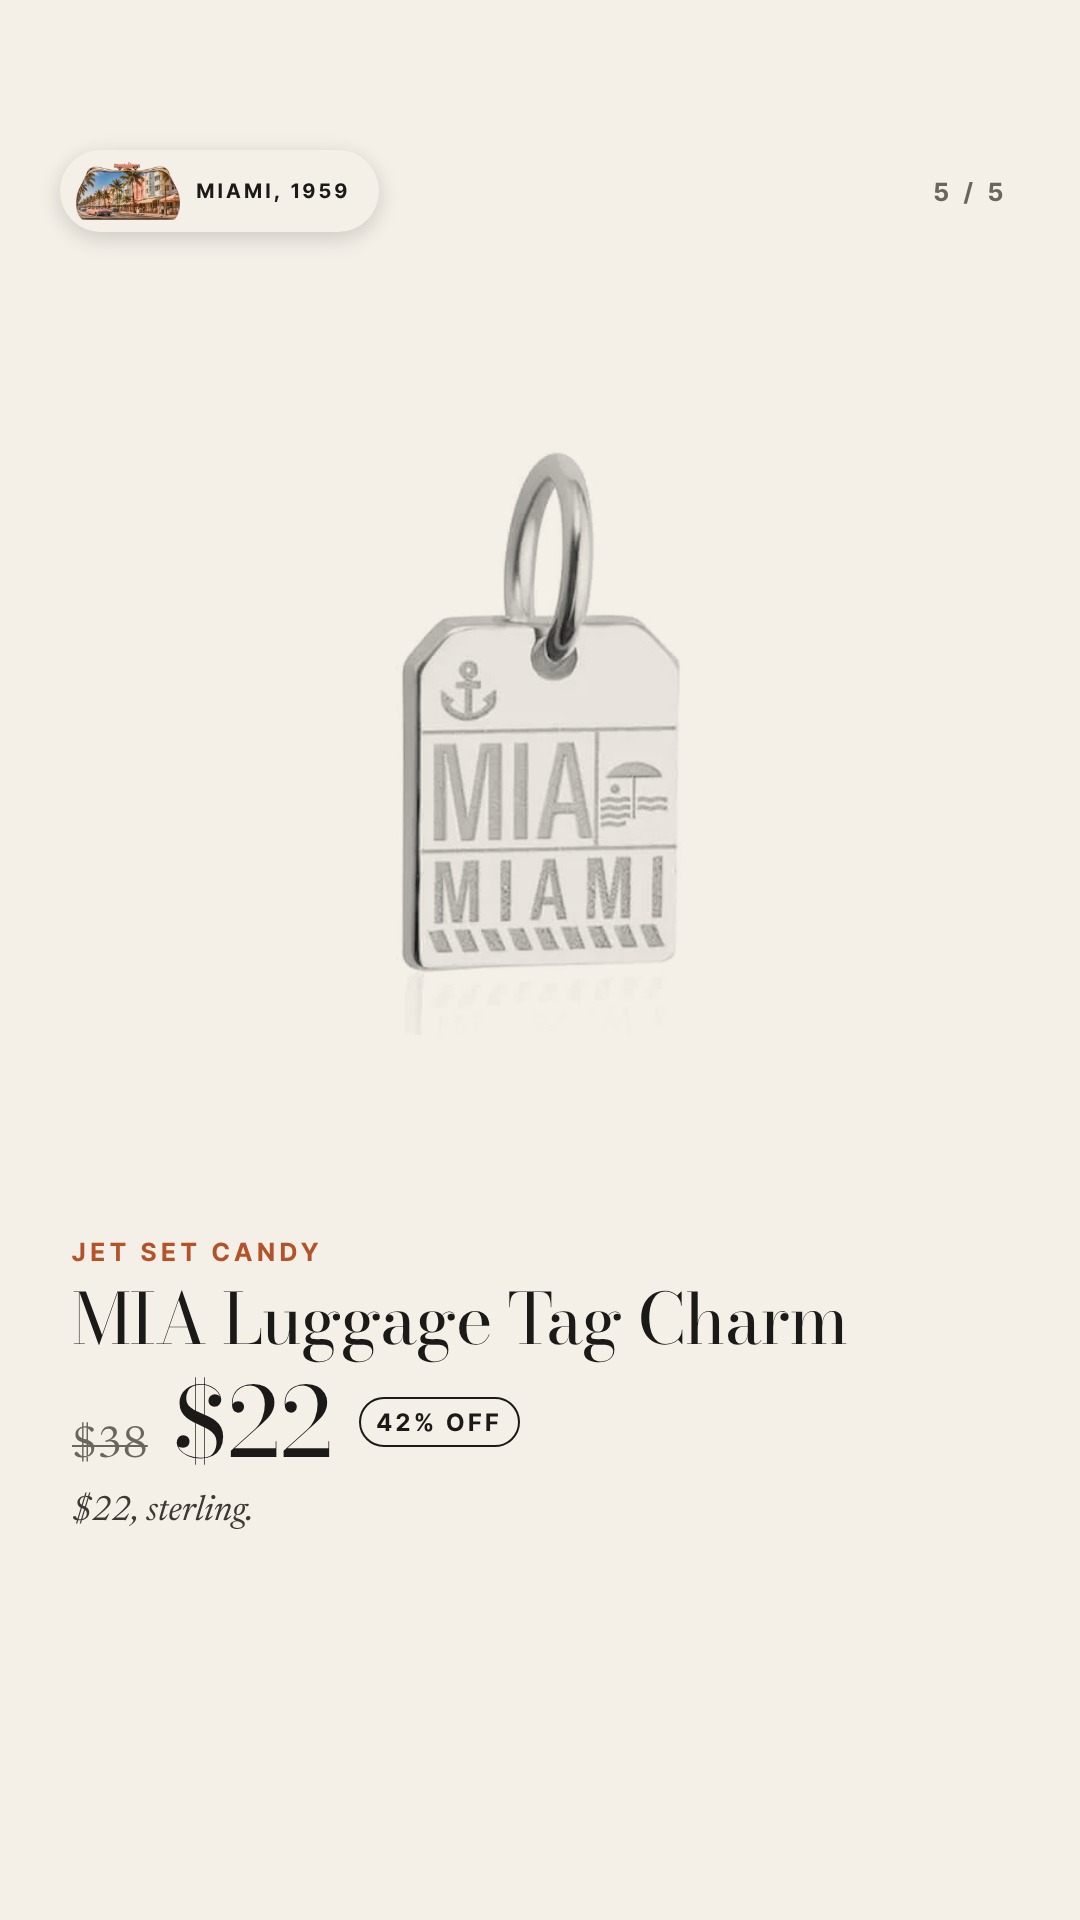 MIAMI, 1959
5 / 5
MIA
MIAMI
JET SET CANDY
MIA Luggage Tag Charm
$38 $22 42% OFF
$22, sterling.